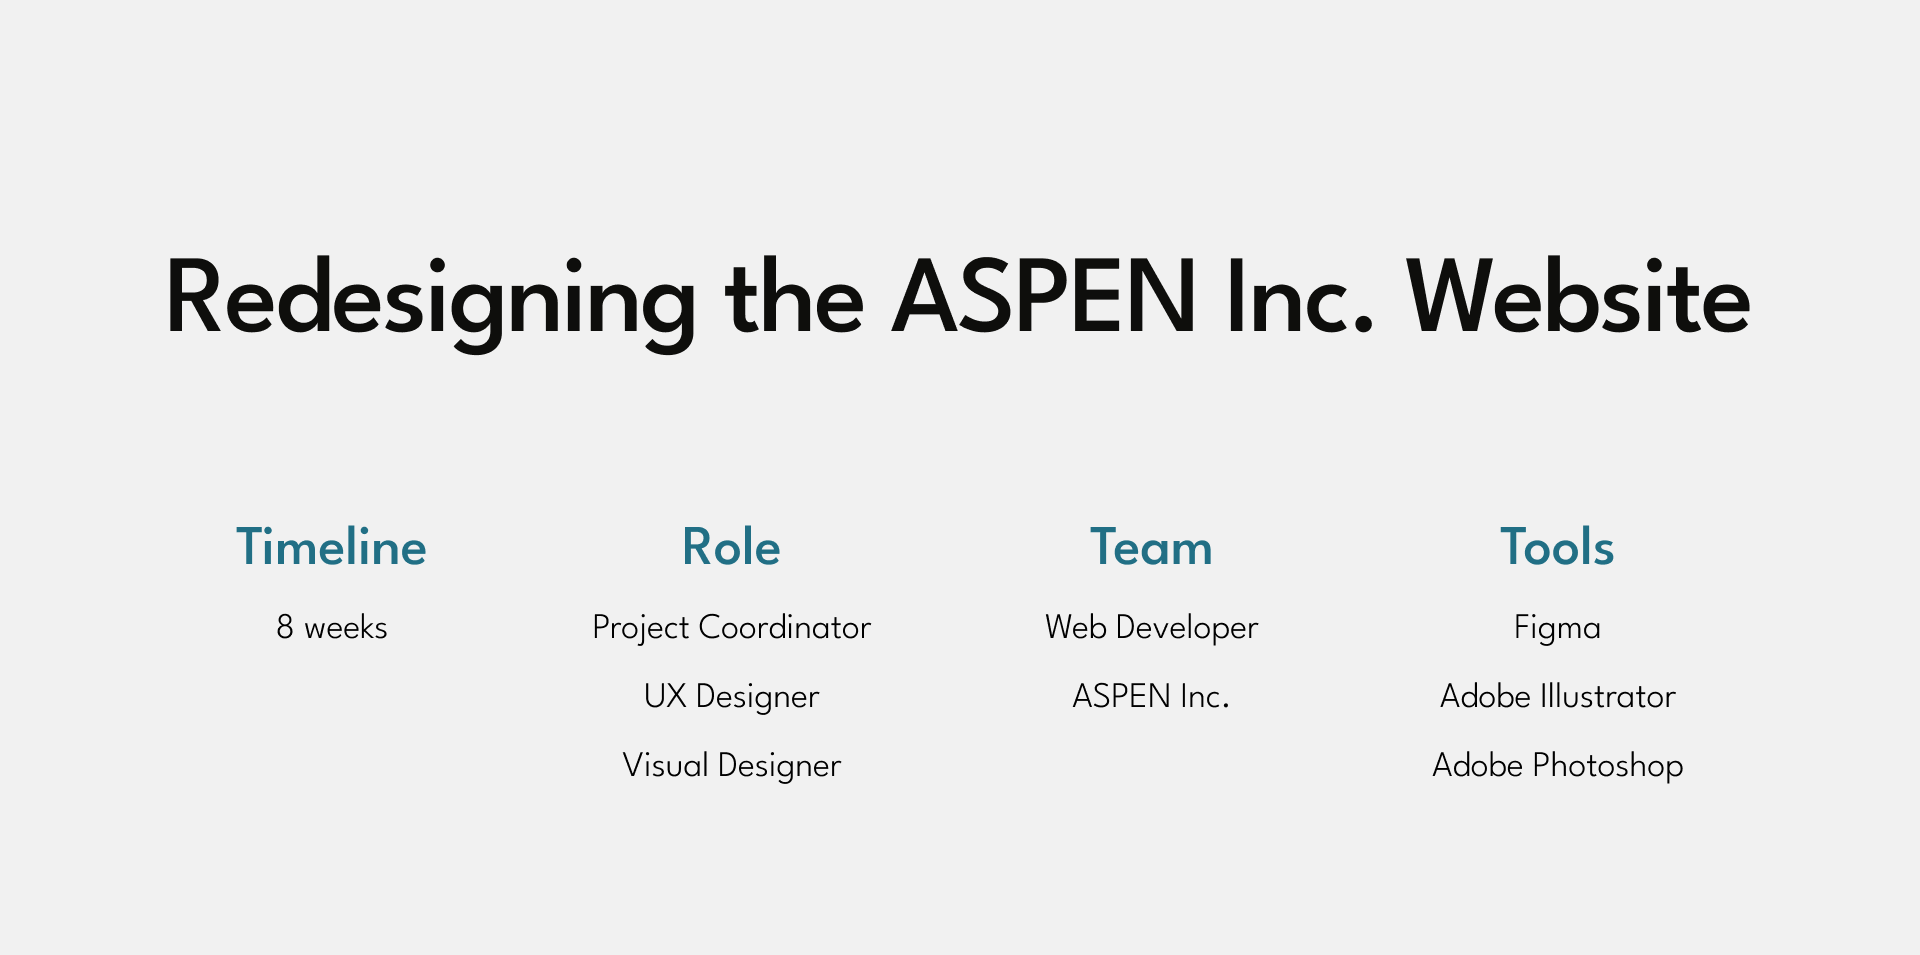 Redesigning the ASPEN Inc. Website
Timeline
8 weeks
Role
Project Coordinator
UX Designer
Visual Designer
Team
Web Developer
ASPEN Inc.
Tools
Figma
Adobe Illustrator
Adobe Photoshop